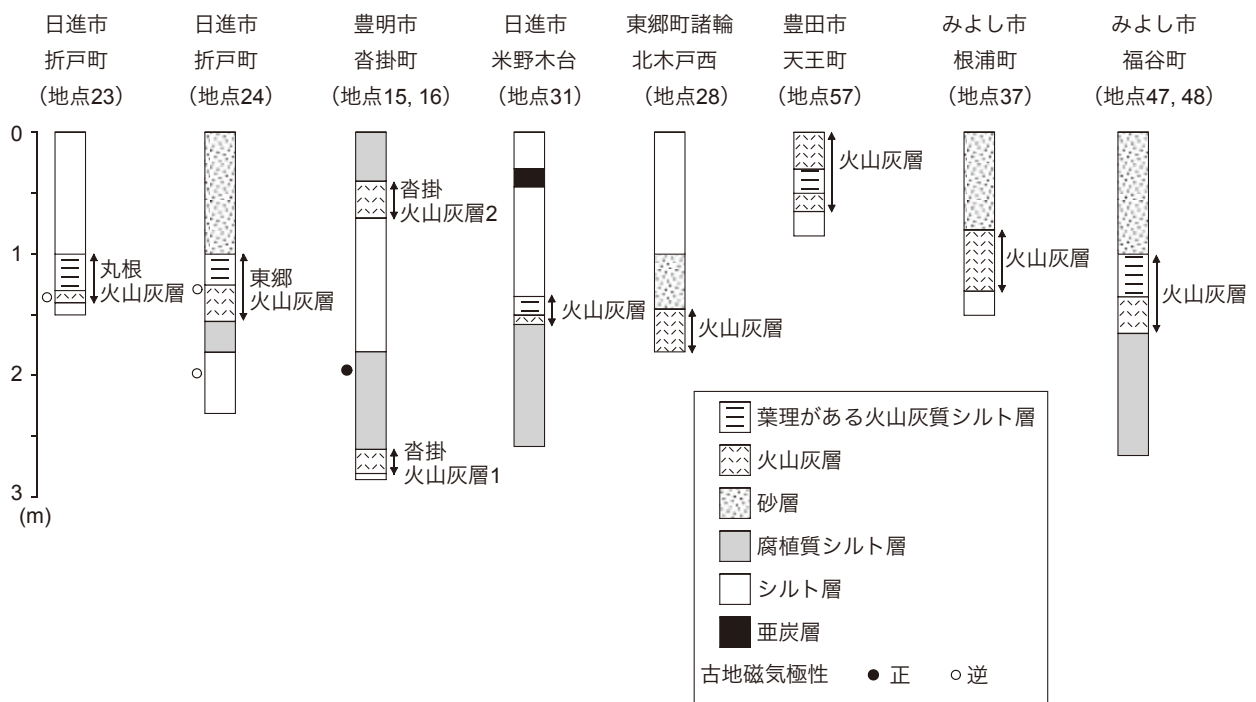 日進市
折戸町
（地点23）
日進市
折戸町
（地点24）
豊明市
沓掛町
（地点15, 16）
日進市
米野木台
（地点31）
東郷町諸輪
北木戸西
（地点28）
豊田市
天王町
（地点57）
みよし市
根浦町
（地点37）
みよし市
福谷町
（地点47, 48）
0
1
2
3
(m)
丸根
火山灰層
東郷
火山灰層
沓掛
火山灰層2
沓掛
火山灰層1
火山灰層
火山灰層
火山灰層
火山灰層
火山灰層
葉理がある火山灰質シルト層
火山灰層
砂層
腐植質シルト層
シルト層
亜炭層
古地磁気極性 ● 正 ○ 逆